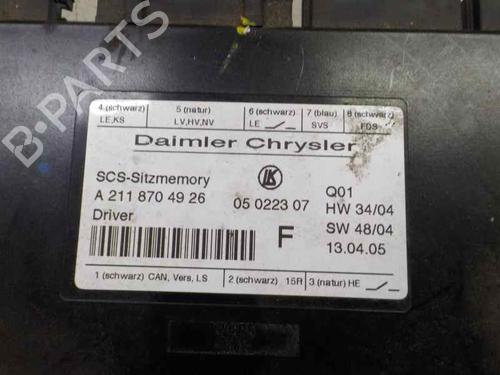 4 (schwarz) 5 (natur) 6 (schwarz) 7 (blau) 8 (schwarz)
LE,KS LV,HV,NV LE SVS FDS
Daimler Chrysler
SCS-Sitzmemory LK Q01
A 211 870 49 26 05 0223 07 HW 34/04
Driver F SW 48/04
13.04.05
1 (schwarz) CAN, Vers, LS 2 (schwarz) 15R 3 (natur) HE
B-PARTS